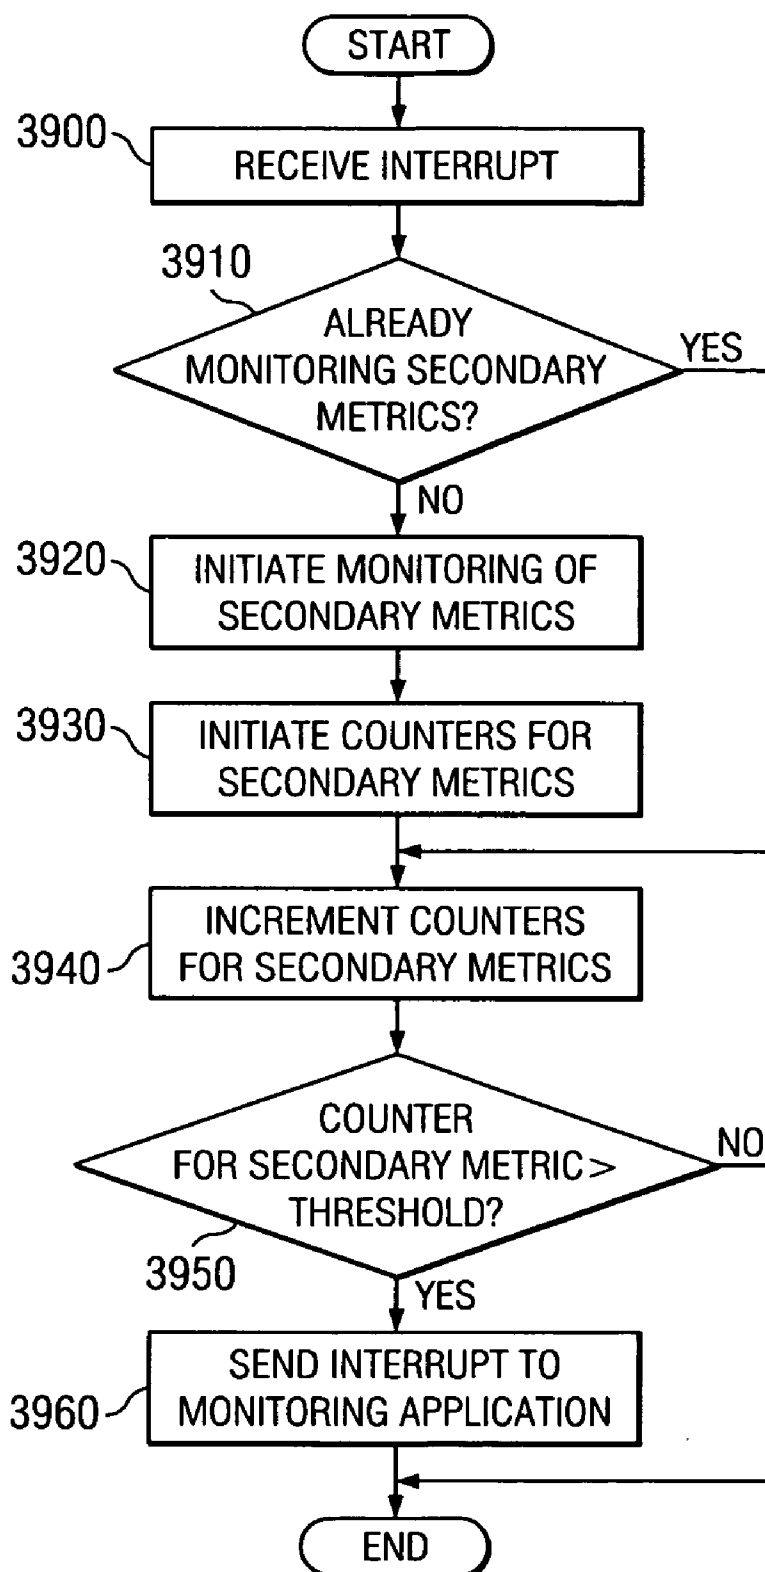 START
3900
RECEIVE INTERRUPT
3910
ALREADY
MONITORING SECONDARY
METRICS?
YES
NO
3920
INITIATE MONITORING OF
SECONDARY METRICS
3930
INITIATE COUNTERS FOR
SECONDARY METRICS
INCREMENT COUNTERS
FOR SECONDARY METRICS
3940
COUNTER
FOR SECONDARY METRIC >
THRESHOLD?
NO
3950
YES
SEND INTERRUPT TO
MONITORING APPLICATION
3960
END